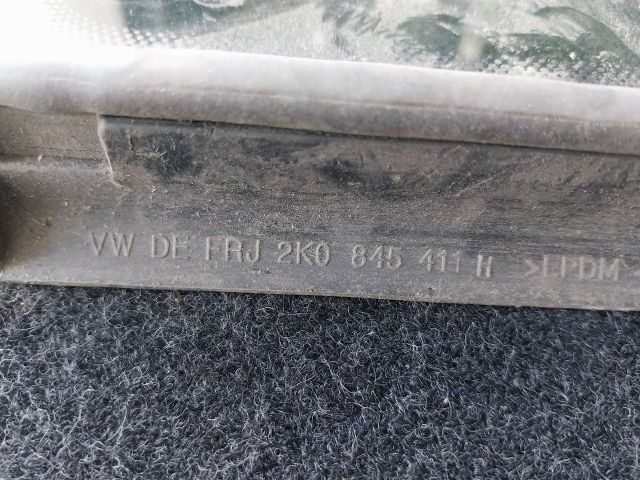 VW DE FRJ 2K0 845 411 H >EPDM